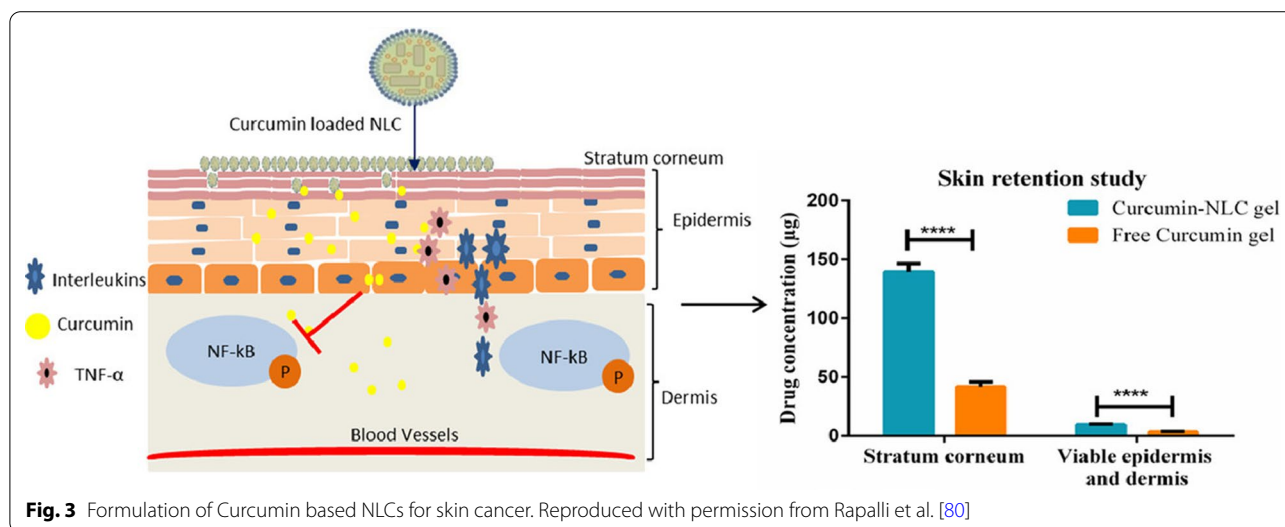 Curcumin loaded NLC
Stratum corneum
Epidermis
Interleukins
Curcumin
TNF-α
NF-kB
P
NF-kB
P
Dermis
Blood Vessels
Skin retention study
Curcumin-NLC gel
Free Curcumin gel
Drug concentration (µg)
200
150
100
50
0
****
****
Stratum corneum
Viable epidermis
and dermis
Fig. 3 Formulation of Curcumin based NLCs for skin cancer. Reproduced with permission from Rapalli et al. [80]